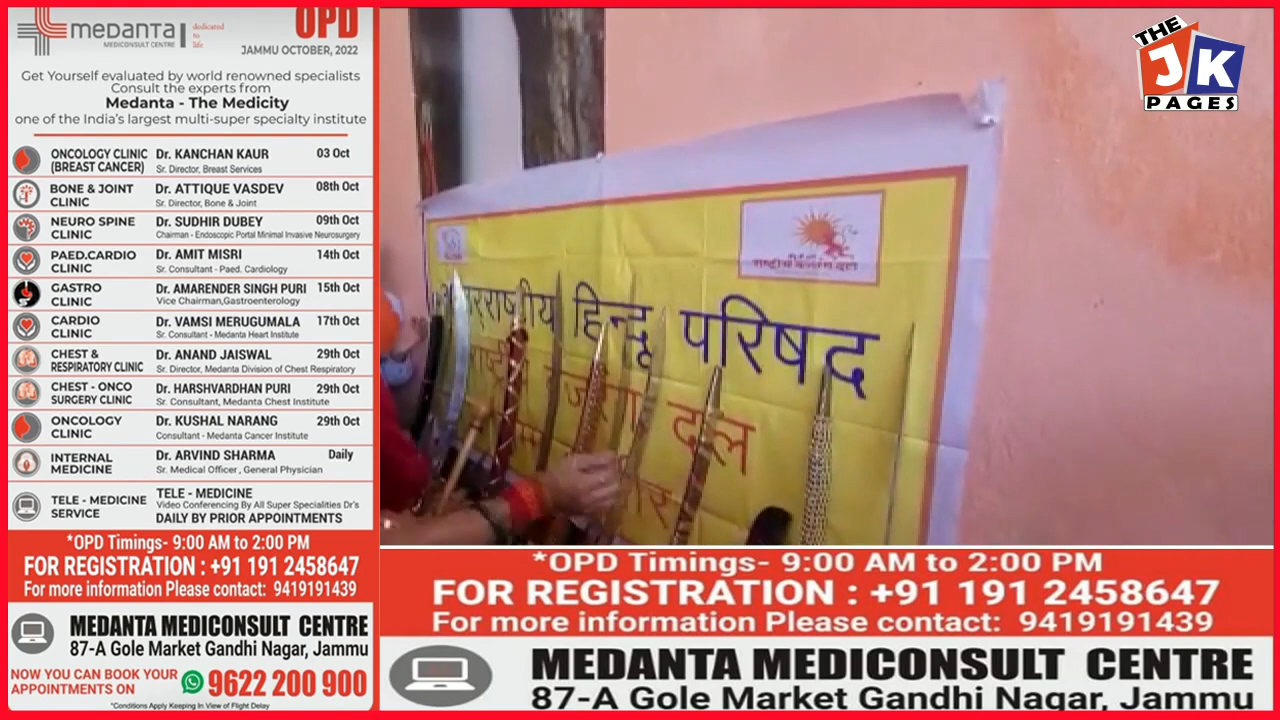 medanta
MEDICONSULT CENTRE
dedicated
to
life
OPD
JAMMU OCTOBER, 2022
Get Yourself evaluated by world renowned specialists
Consult the experts from
Medanta - The Medicity
one of the India's largest multi-super specialty institute
ONCOLOGY CLINIC (BREAST CANCER) Dr. KANCHAN KAUR 03 Oct
Sr. Director, Breast Services
BONE & JOINT CLINIC Dr. ATTIQUE VASDEV 08th Oct
Sr. Director, Bone & Joint
NEURO SPINE CLINIC Dr. SUDHIR DUBEY 09th Oct
Chairman - Endoscopic Portal Minimal Invasive Neurosurgery
PAED.CARDIO CLINIC Dr. AMIT MISRI 14th Oct
Sr. Consultant - Paed. Cardiology
GASTRO CLINIC Dr. AMARENDER SINGH PURI 15th Oct
Vice Chairman,Gastroenterology
CARDIO CLINIC Dr. VAMSI MERUGUMALA 17th Oct
Sr. Consultant - Medanta Heart Institute
CHEST & RESPIRATORY CLINIC Dr. ANAND JAISWAL 29th Oct
Sr. Director, Medanta Division of Chest Respiratory
CHEST - ONCO SURGERY CLINIC Dr. HARSHVARDHAN PURI 29th Oct
Sr. Consultant, Medanta Chest Institute
ONCOLOGY CLINIC Dr. KUSHAL NARANG 29th Oct
Consultant - Medanta Cancer Institute
INTERNAL MEDICINE Dr. ARVIND SHARMA Daily
Sr. Medical Officer , General Physician
TELE - MEDICINE SERVICE TELE - MEDICINE
Video Conferencing By All Super Specialities Dr's
DAILY BY PRIOR APPOINTMENTS
*OPD Timings- 9:00 AM to 2:00 PM
FOR REGISTRATION : +91 191 2458647
For more information Please contact: 9419191439
MEDANTA MEDICONSULT CENTRE
87-A Gole Market Gandhi Nagar, Jammu
NOW YOU CAN BOOK YOUR
APPOINTMENTS ON
9622 200 900
*Conditions Apply Keeping In View of Flight Delay
THE
JK
PAGES
राष्ट्रीय बजरंग दल
हिन्दू परिषद
दल
*OPD Timings- 9:00 AM to 2:00 PM
FOR REGISTRATION : +91 191 2458647
For more information Please contact: 9419191439
MEDANTA MEDICONSULT CENTRE
87-A Gole Market Gandhi Nagar, Jammu